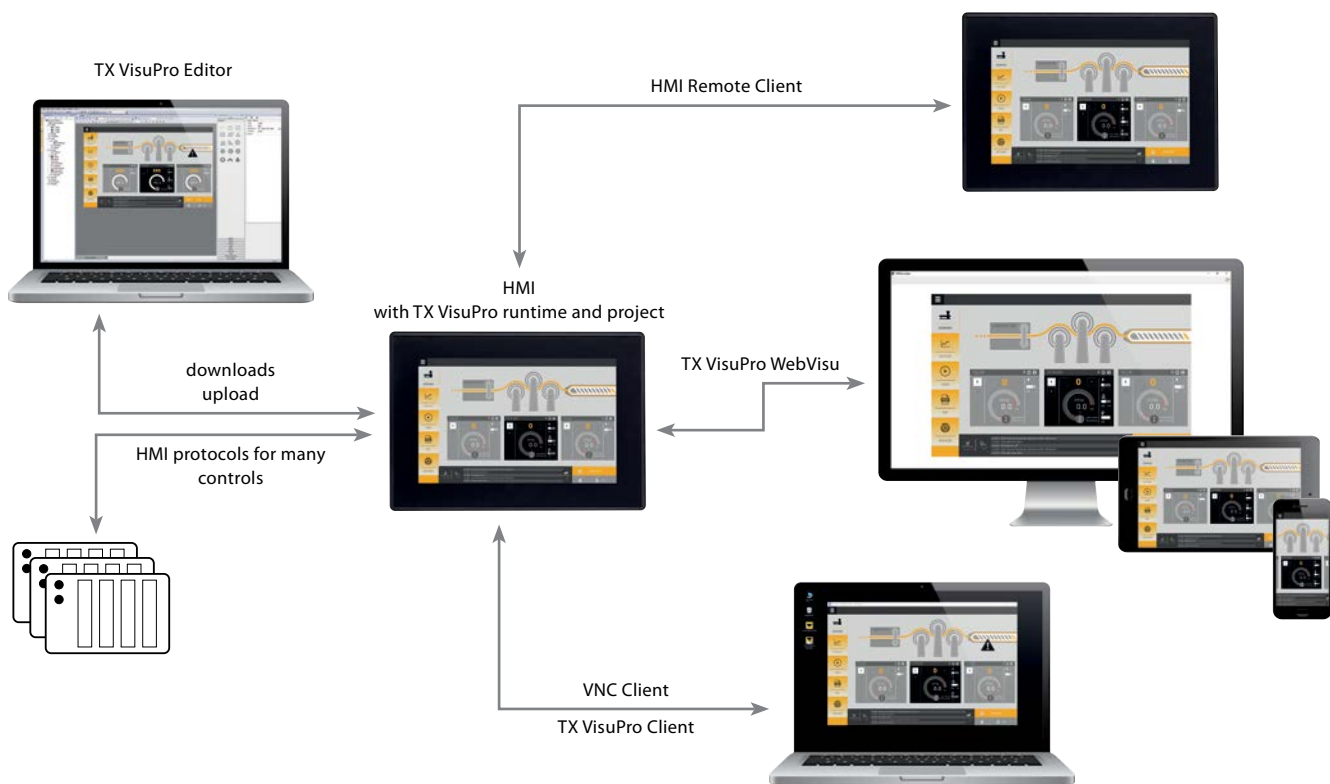 TX VisuPro Editor
HMI Remote Client
HMI
with TX VisuPro runtime and project
TX VisuPro WebVisu
downloads
upload
HMI protocols for many
controls
VNC Client
TX VisuPro Client